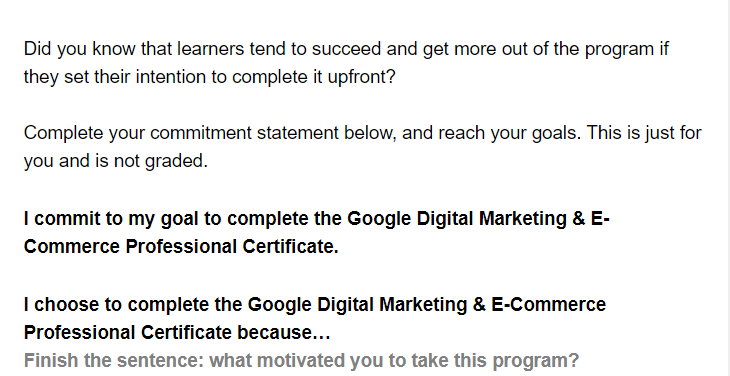 Did you know that learners tend to succeed and get more out of the program if
they set their intention to complete it upfront?
Complete your commitment statement below, and reach your goals. This is just for
you and is not graded.
I commit to my goal to complete the Google Digital Marketing & E-
Commerce Professional Certificate.
I choose to complete the Google Digital Marketing & E-Commerce
Professional Certificate because…
Finish the sentence: what motivated you to take this program?